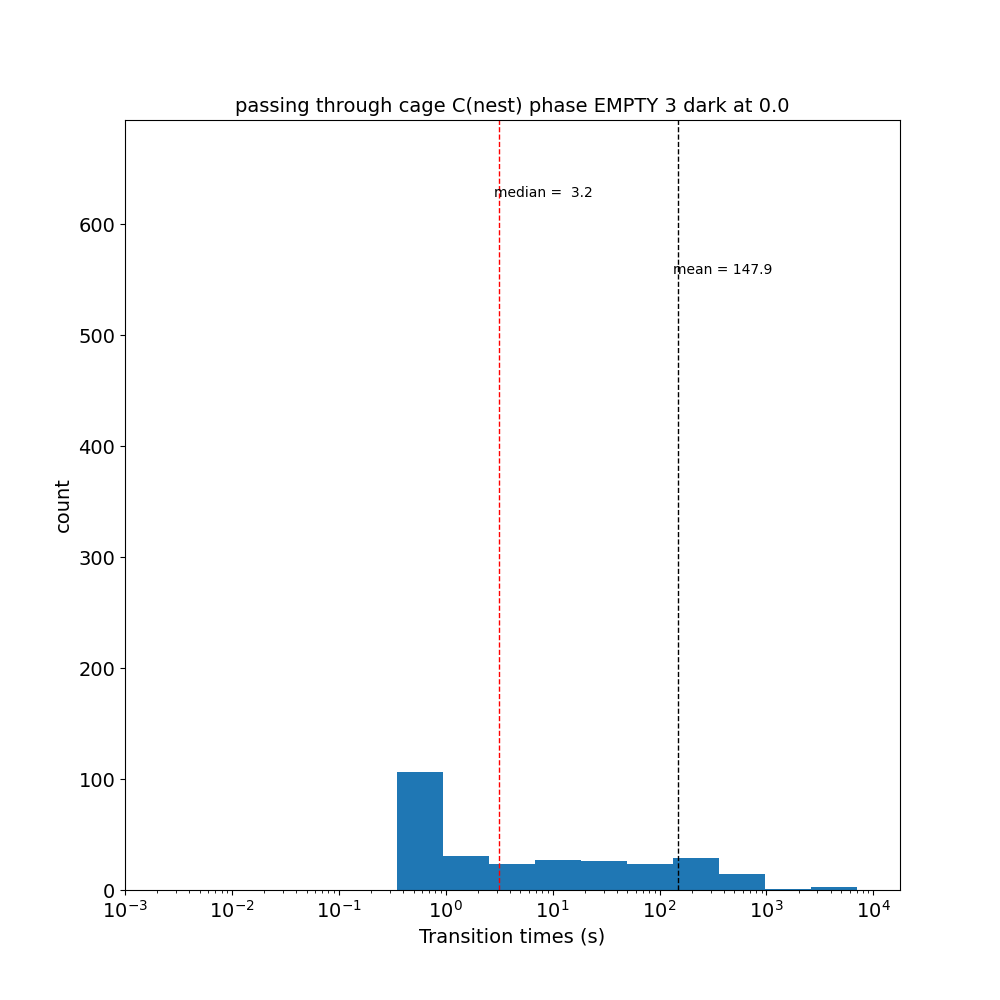 passing through cage C(nest) phase EMPTY 3 dark at 0.0
median =  3.2
mean = 147.9
600
500
400
300
200
100
0
count
10⁻³ 10⁻² 10⁻¹ 10⁰ 10¹ 10² 10³ 10⁴
Transition times (s)